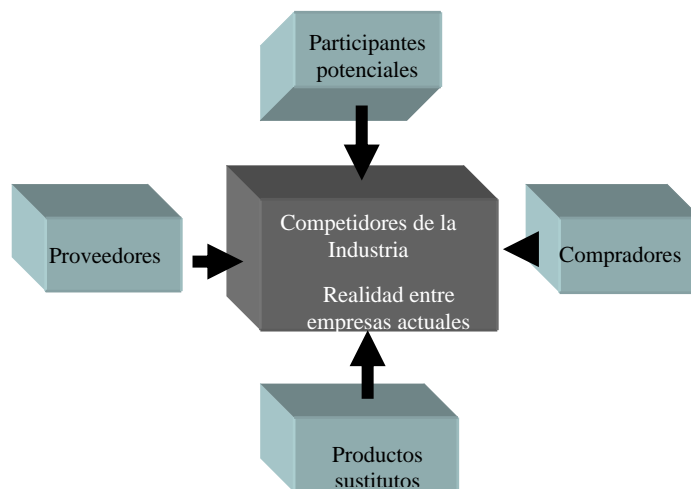 Participantes
potenciales
Proveedores
Competidores de la
Industria
Realidad entre
empresas actuales
Compradores
Productos
sustitutos